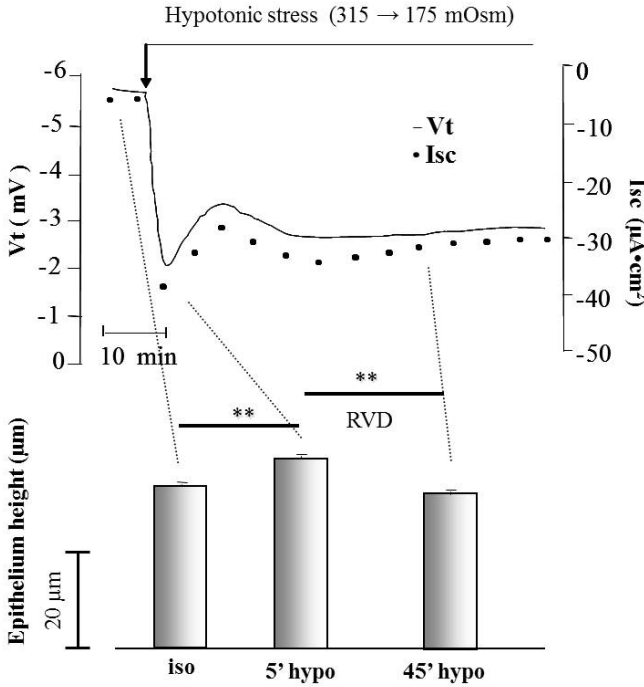 Hypotonic stress (315 → 175 mOsm)
-6
-5
-4
-3
-2
-1
0
Vt ( mV)
0
-10
-20
-30
-40
-50
Isc (µA•cm²)
– Vt
• Isc
10 min
**
**
RVD
Epithelium height (µm)
20 µm
iso
5’ hypo
45’ hypo